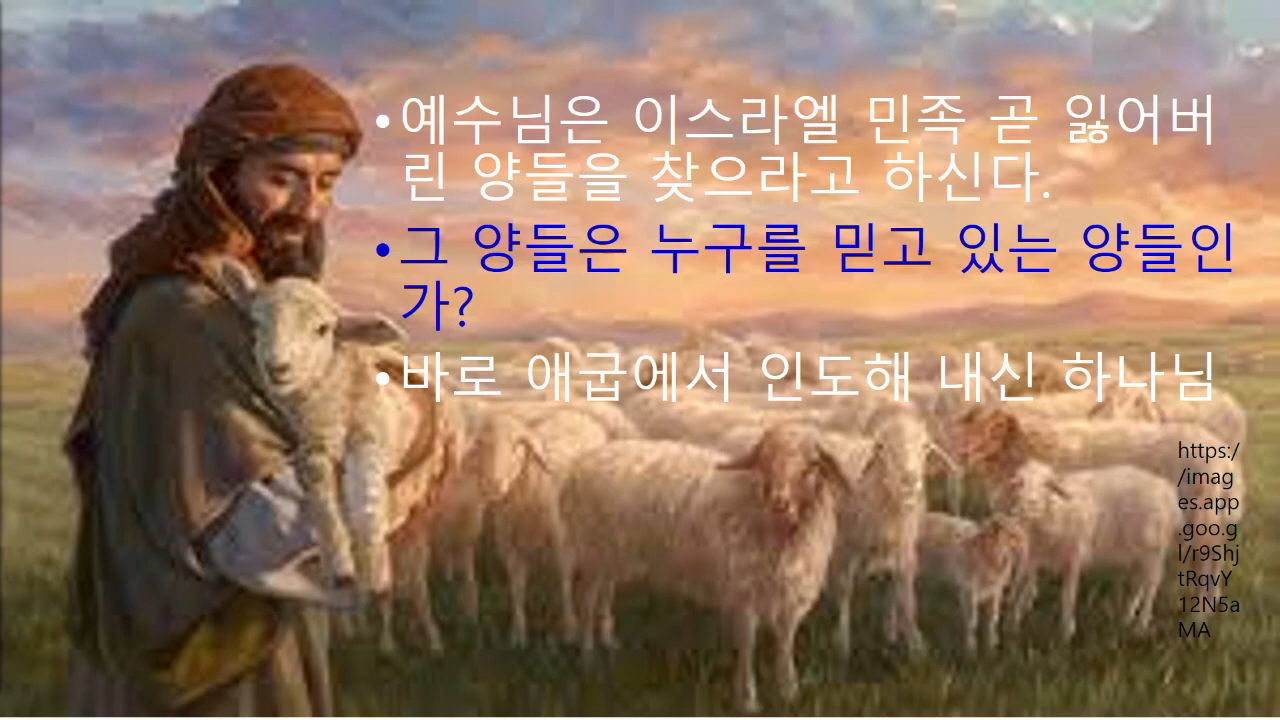 •예수님은 이스라엘 민족 곧 잃어버
린 양들을 찾으라고 하신다.
•그 양들은 누구를 믿고 있는 양들인
가?
•바로 애굽에서 인도해 내신 하나님
https:/
/imag
es.app
.goo.g
l/r9Shj
tRqvY
12N5a
MA